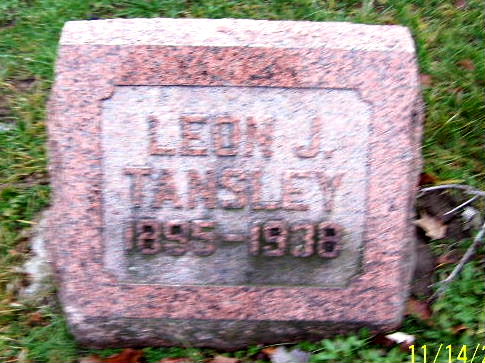 LEON J.
TANSLEY
1895-1938
11/14/2